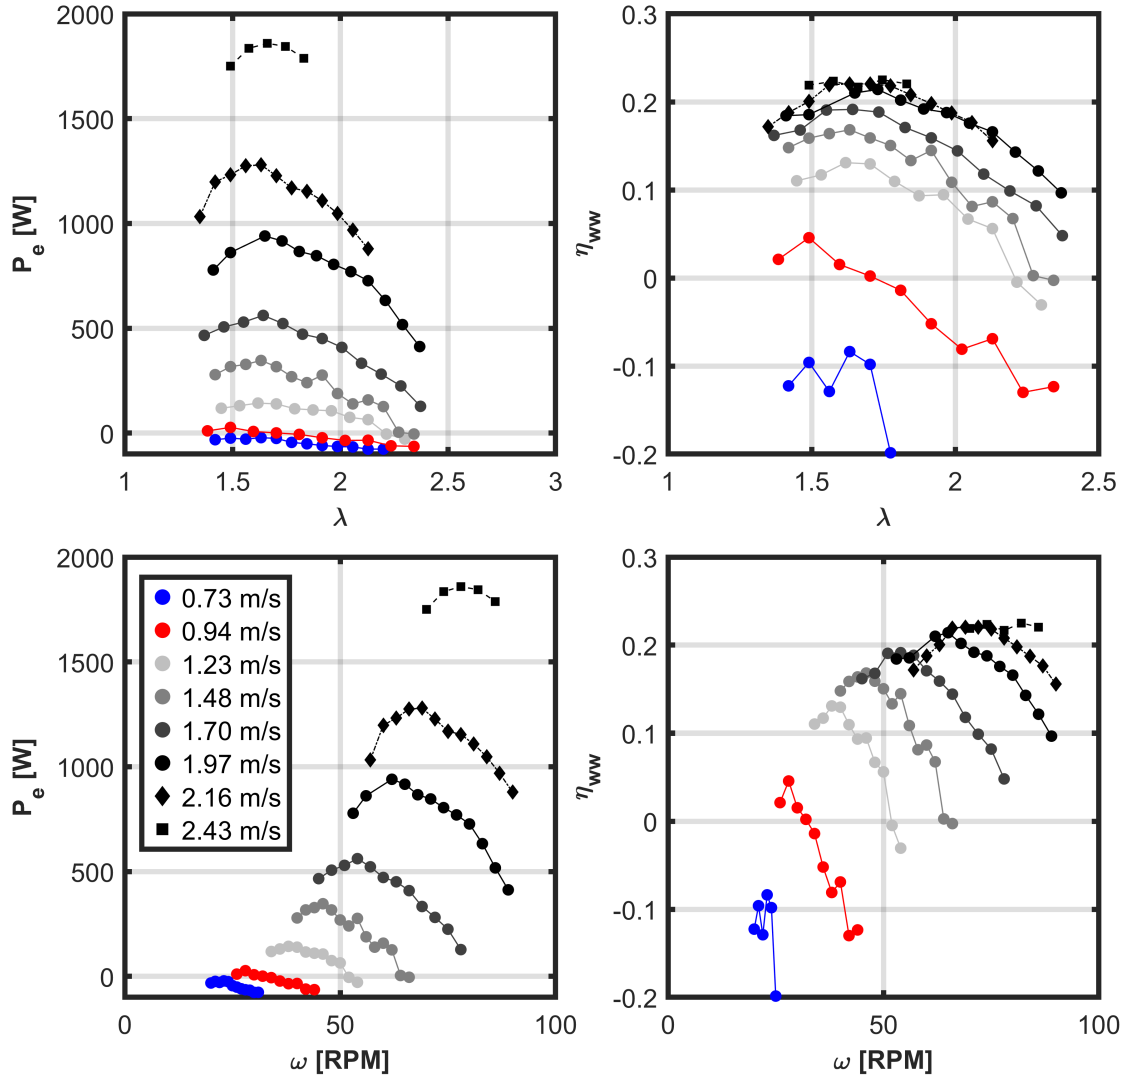 2000
1500
1000
500
0
P_e [W]
1
1.5
2
2.5
3
λ
0.3
0.2
0.1
0
-0.1
-0.2
η_ww
1
1.5
2
2.5
λ
2000
1500
1000
500
0
P_e [W]
0.73 m/s
0.94 m/s
1.23 m/s
1.48 m/s
1.70 m/s
1.97 m/s
2.16 m/s
2.43 m/s
0
50
100
ω [RPM]
0.3
0.2
0.1
0
-0.1
-0.2
η_ww
0
50
100
ω [RPM]